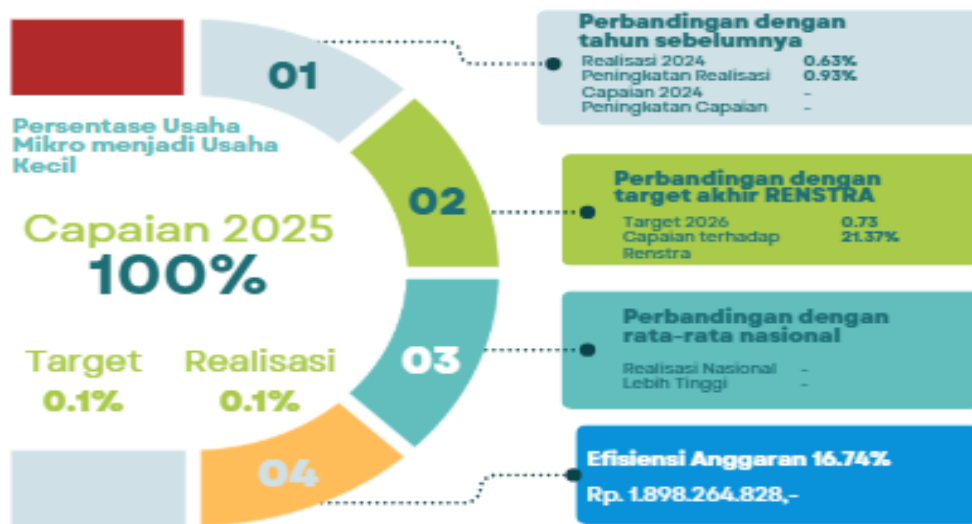 Persentase Usaha
Mikro menjadi Usaha
Kecil
Capaian 2025
100%
Target Realisasi
0.1% 0.1%
01
Perbandingan dengan
tahun sebelumnya
Realisasi 2024 0.63%
Peningkatan Realisasi 0.93%
Capaian 2024 -
Peningkatan Capaian -
02
Perbandingan dengan
target akhir RENSTRA
Target 2026 0.73
Capaian terhadap 21.37%
Renstra
03
Perbandingan dengan
rata-rata nasional
Realisasi Nasional -
Lebih Tinggi -
04
Efisiensi Anggaran 16.74%
Rp. 1.898.264.828,-